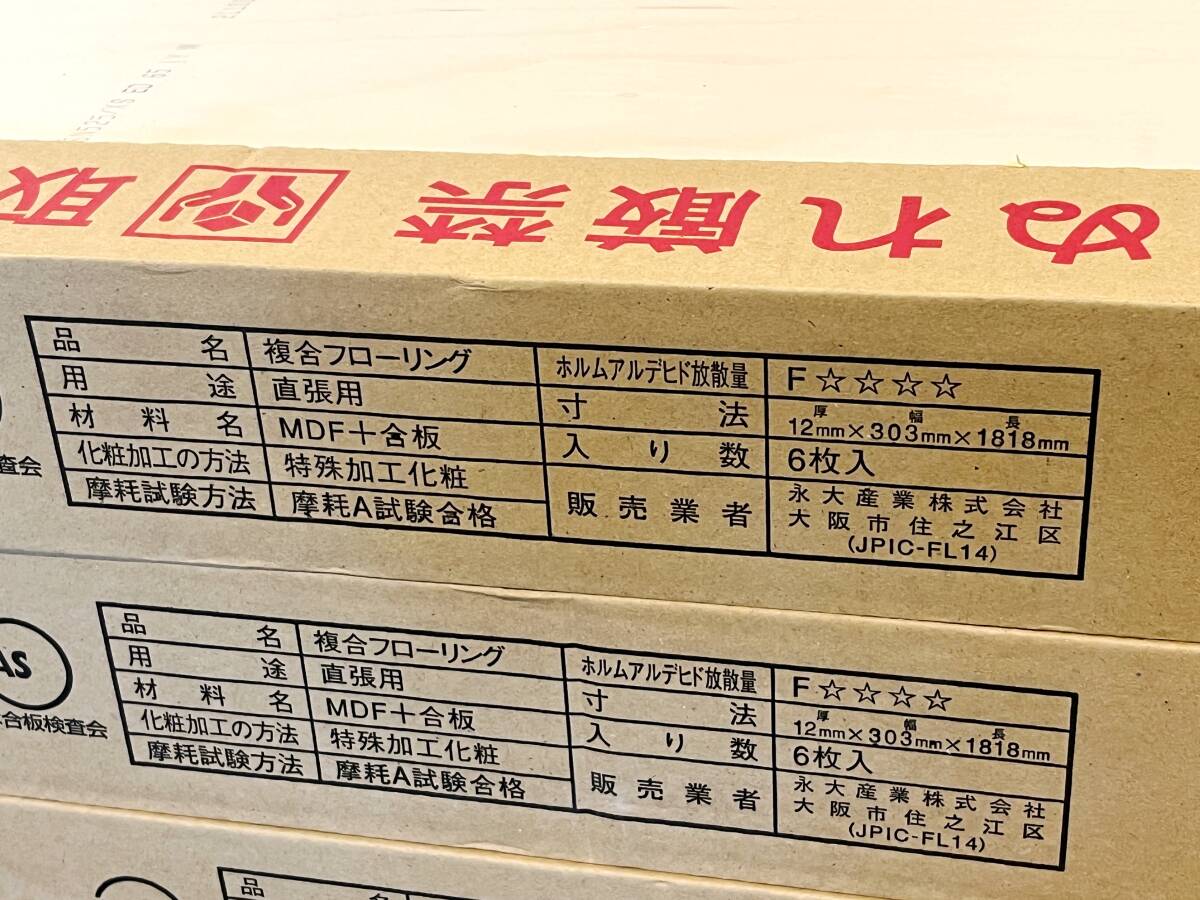 ぬれ厳禁 取
品名 複合フローリング
用途 直張用
材料名 MDF+合板
化粧加工の方法 特殊加工化粧
摩耗試験方法 摩耗A試験合格
ホルムアルデヒド放散量 F☆☆☆☆
寸法 厚 幅 長
12mm×303mm×1818mm
入り数 6枚入
販売業者 永大産業株式会社
大阪市住之江区
(JPIC-FL14)
査会
品名 複合フローリング
用途 直張用
材料名 MDF+合板
化粧加工の方法 特殊加工化粧
摩耗試験方法 摩耗A試験合格
ホルムアルデヒド放散量 F☆☆☆☆
寸法 厚 幅 長
12mm×303mm×1818mm
入り数 6枚入
販売業者 永大産業株式会社
大阪市住之江区
(JPIC-FL14)
AS
合板検査会
品名 複合フローリング